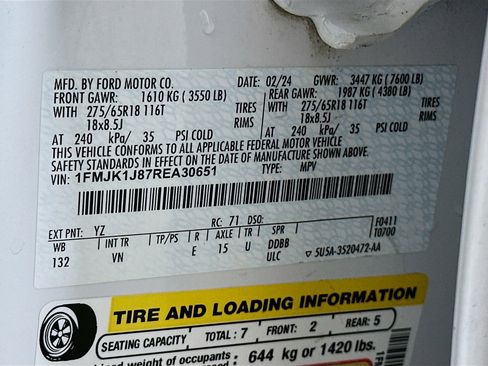 MFD. BY FORD MOTOR CO. 02/24 GVWR: 3447 KG ( 7600 LB)
FRONT GAWR: 1610 KG ( 3550 LB) REAR GAWR: 1987 KG ( 4380 LB)
WITH 275/65R18 116T TIRES WITH 275/65R18 116T TIRES
18x8.5J RIMS 18x8.5J RIMS
AT 240 kPa/ 35 PSI COLD AT 240 kPa/ 35 PSI COLD
THIS VEHICLE CONFORMS TO ALL APPLICABLE FEDERAL MOTOR VEHICLE
SAFETY STANDARDS IN EFFECT ON THE DATE OF MANUFACTURE SHOWN ABOVE.
VIN: 1FMJK1J87REA30651 TYPE: MPV
EXT PNT: YZ RC: 71 DSO: F0411
WB INT TR TP/PS R AXLE TR SPR T0700
132 VN E 15 U DDBB
ULC 5U5A-3520472-AA
TIRE AND LOADING INFORMATION
SEATING CAPACITY TOTAL: 7 FRONT: 2 REAR: 5
weight of occupants 644 kg or 1420 lbs.